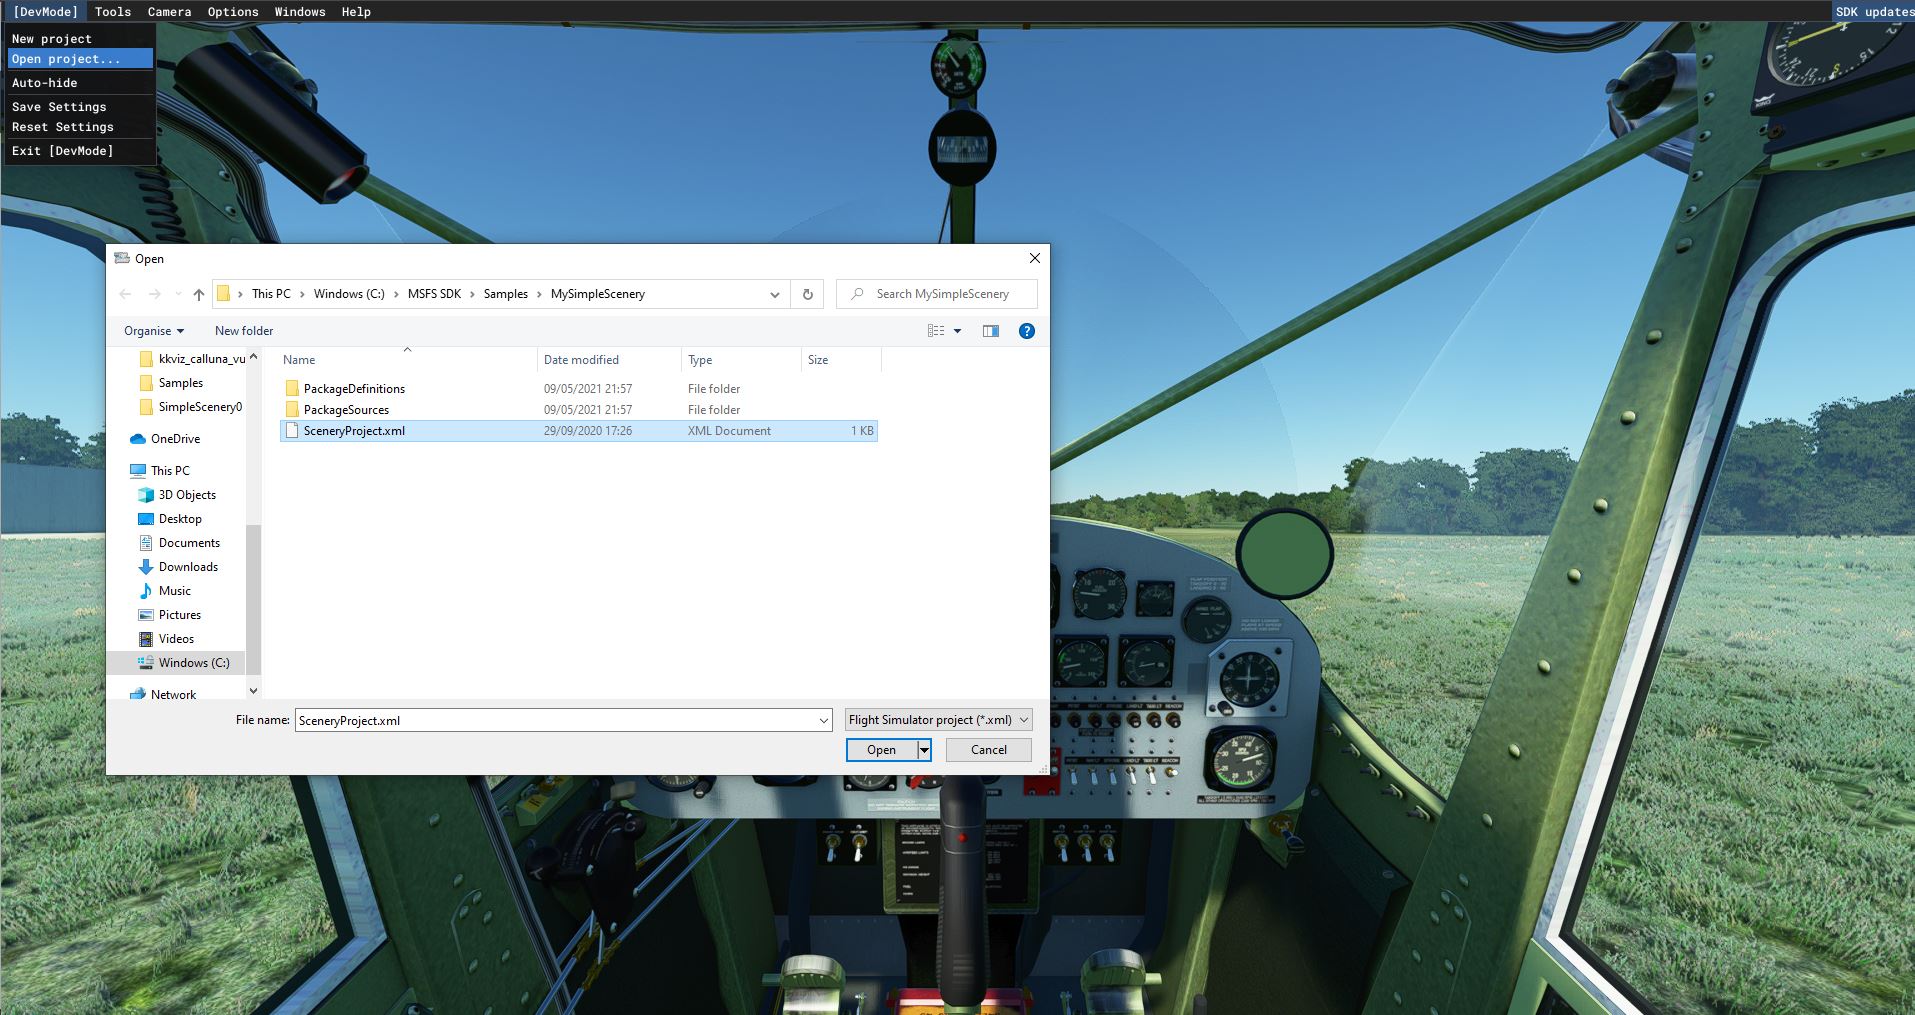 [DevMode] Tools Camera Options Windows Help SDK updates
New project
Open project...
Auto-hide
Save Settings
Reset Settings
Exit [DevMode]
Open
This PC › Windows (C:) › MSFS SDK › Samples › MySimpleScenery
Search MySimpleScenery
Organise New folder
kkviz_calluna_vu
Samples
SimpleScenery0
OneDrive
This PC
3D Objects
Desktop
Documents
Downloads
Music
Pictures
Videos
Windows (C:)
Network
Name Date modified Type Size
PackageDefinitions 09/05/2021 21:57 File folder
PackageSources 09/05/2021 21:57 File folder
SceneryProject.xml 29/09/2020 17:26 XML Document 1 KB
File name: SceneryProject.xml Flight Simulator project (*.xml)
Open Cancel